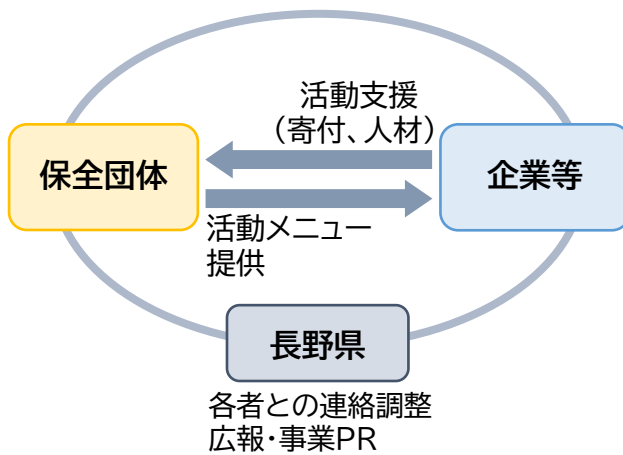 活動支援
（寄付、人材）
保全団体
企業等
活動メニュー
提供
長野県
各者との連絡調整
広報・事業PR